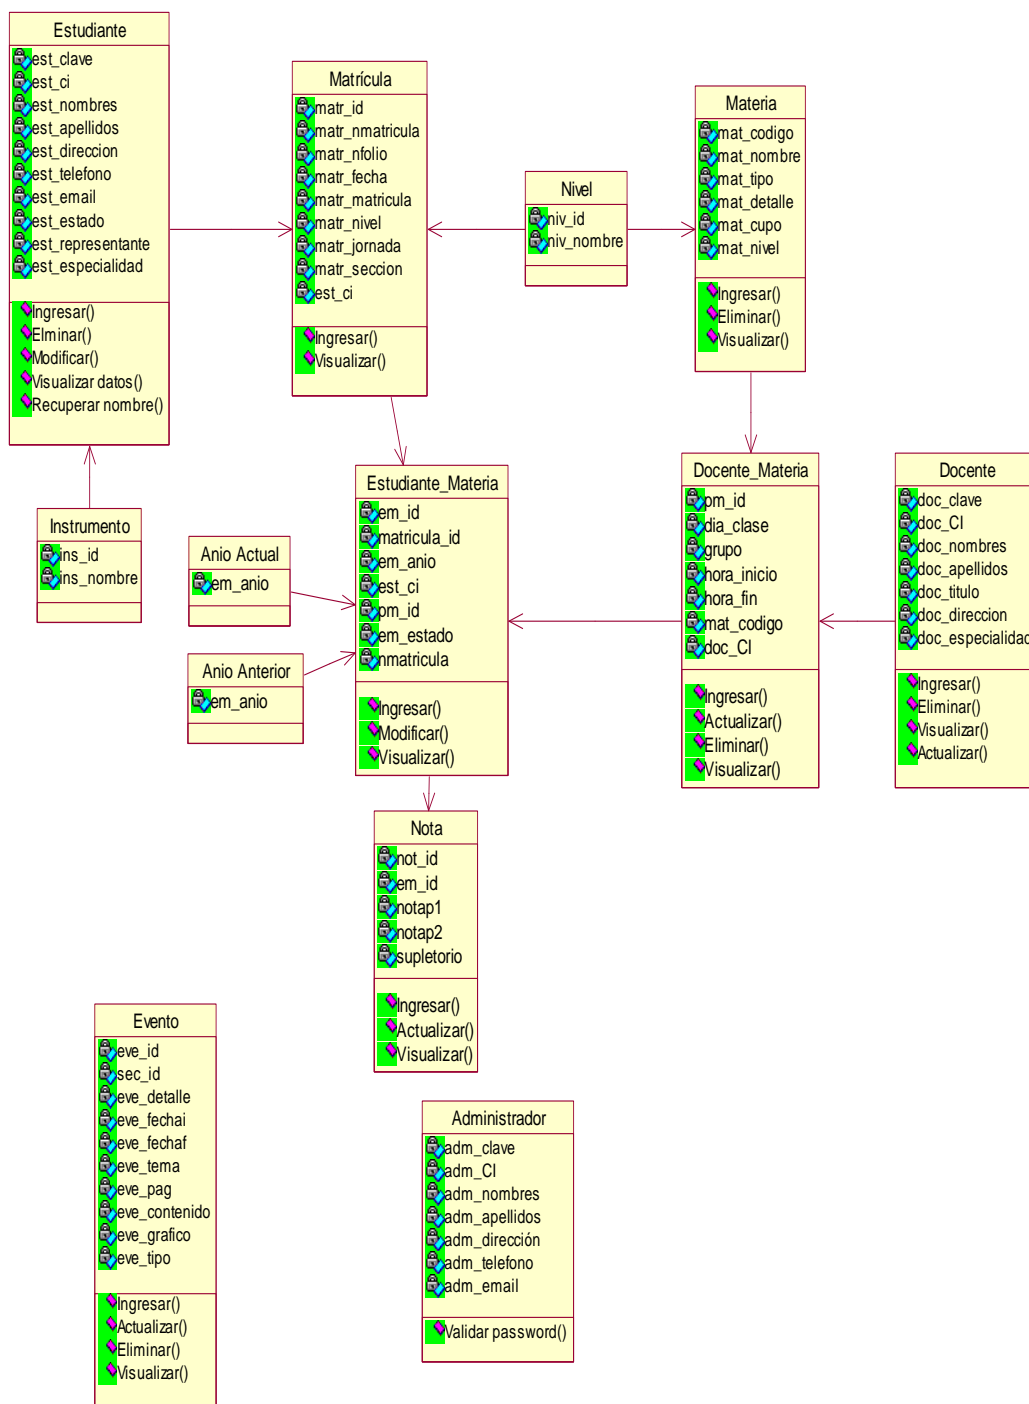 Estudiante
est_clave
est_ci
est_nombres
est_apellidos
est_direccion
est_telefono
est_email
est_estado
est_representante
est_especialidad
Ingresar()
Elminar()
Modificar()
Visualizar datos()
Recuperar nombre()
Matrícula
matr_id
matr_nmatricula
matr_nfolio
matr_fecha
matr_matricula
matr_nivel
matr_jornada
matr_seccion
est_ci
Ingresar()
Visualizar()
Nivel
niv_id
niv_nombre
Materia
mat_codigo
mat_nombre
mat_tipo
mat_detalle
mat_cupo
mat_nivel
Ingresar()
Eliminar()
Visualizar()
Instrumento
ins_id
ins_nombre
Anio Actual
em_anio
Anio Anterior
em_anio
Estudiante_Materia
em_id
matricula_id
em_anio
est_ci
pm_id
em_estado
nmatricula
Ingresar()
Modificar()
Visualizar()
Docente_Materia
pm_id
dia_clase
grupo
hora_inicio
hora_fin
mat_codigo
doc_CI
Ingresar()
Actualizar()
Eliminar()
Visualizar()
Docente
doc_clave
doc_CI
doc_nombres
doc_apellidos
doc_titulo
doc_direccion
doc_especialidad
Ingresar()
Eliminar()
Visualizar()
Actualizar()
Nota
not_id
em_id
notap1
notap2
supletorio
Ingresar()
Actualizar()
Visualizar()
Evento
eve_id
sec_id
eve_detalle
eve_fechai
eve_fechaf
eve_tema
eve_pag
eve_contenido
eve_grafico
eve_tipo
Ingresar()
Actualizar()
Eliminar()
Visualizar()
Administrador
adm_clave
adm_CI
adm_nombres
adm_apellidos
adm_dirección
adm_telefono
adm_email
Validar password()